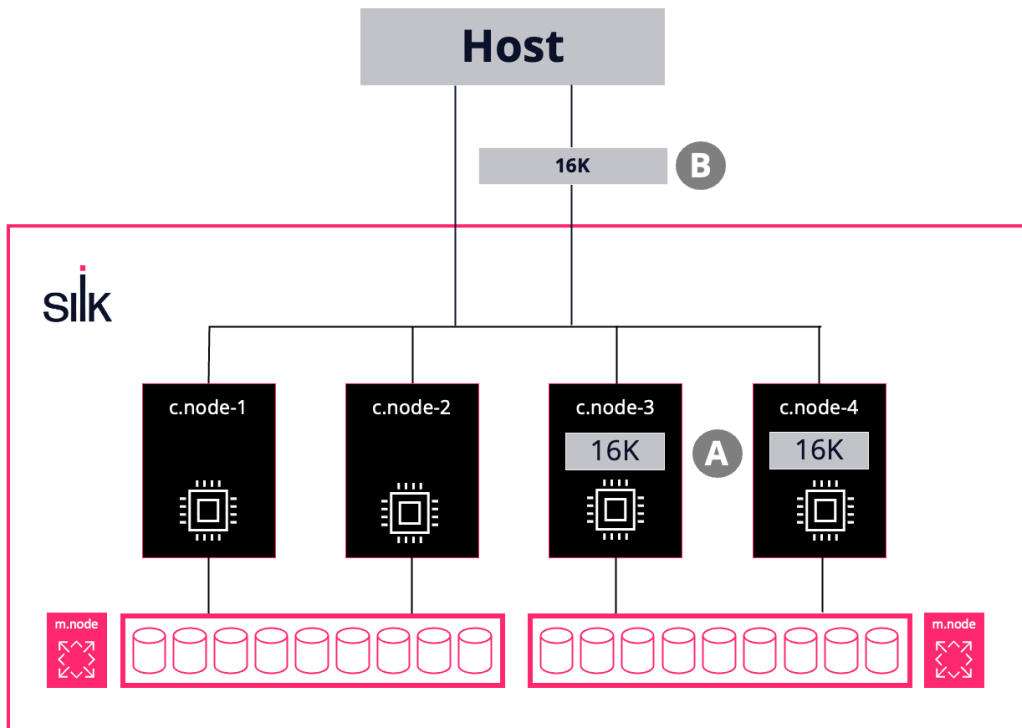 Host
16K
B
silk
c.node-1
c.node-2
c.node-3
c.node-4
16K
A
16K
m.node
m.node